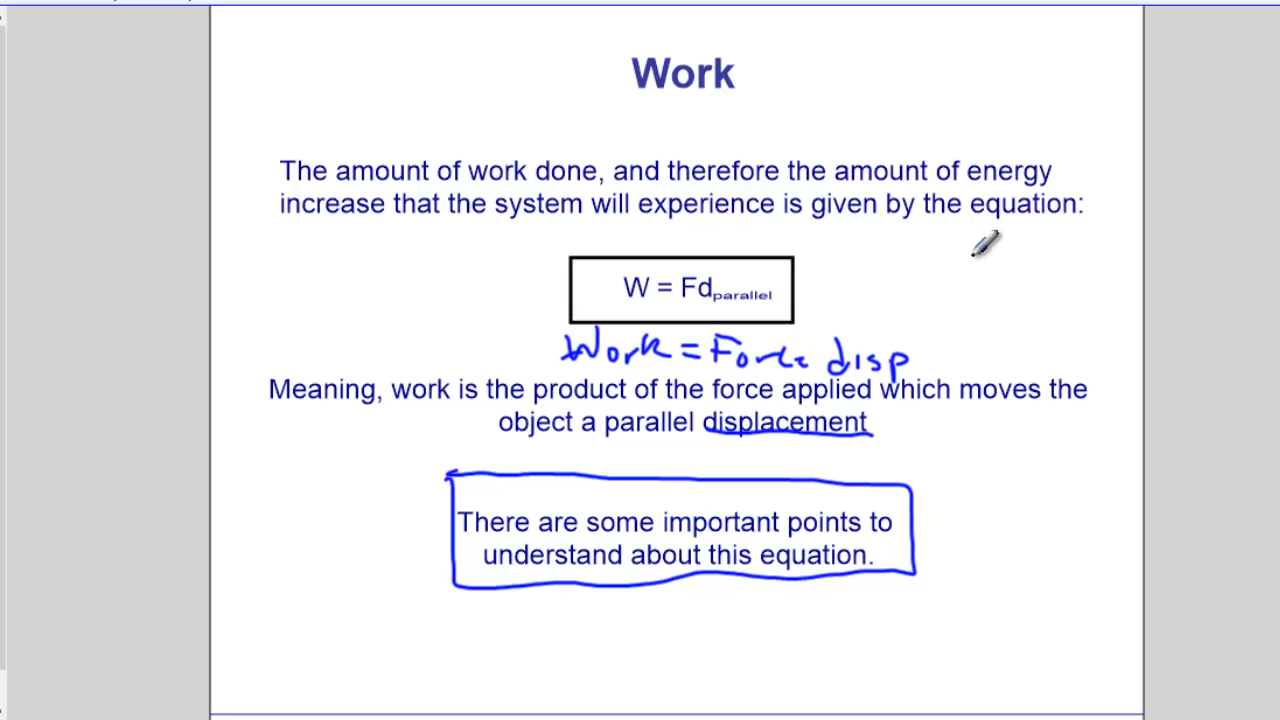 Work
The amount of work done, and therefore the amount of energy
increase that the system will experience is given by the equation:
W = Fdparallel
Work = Force disp
Meaning, work is the product of the force applied which moves the
object a parallel displacement
There are some important points to
understand about this equation.